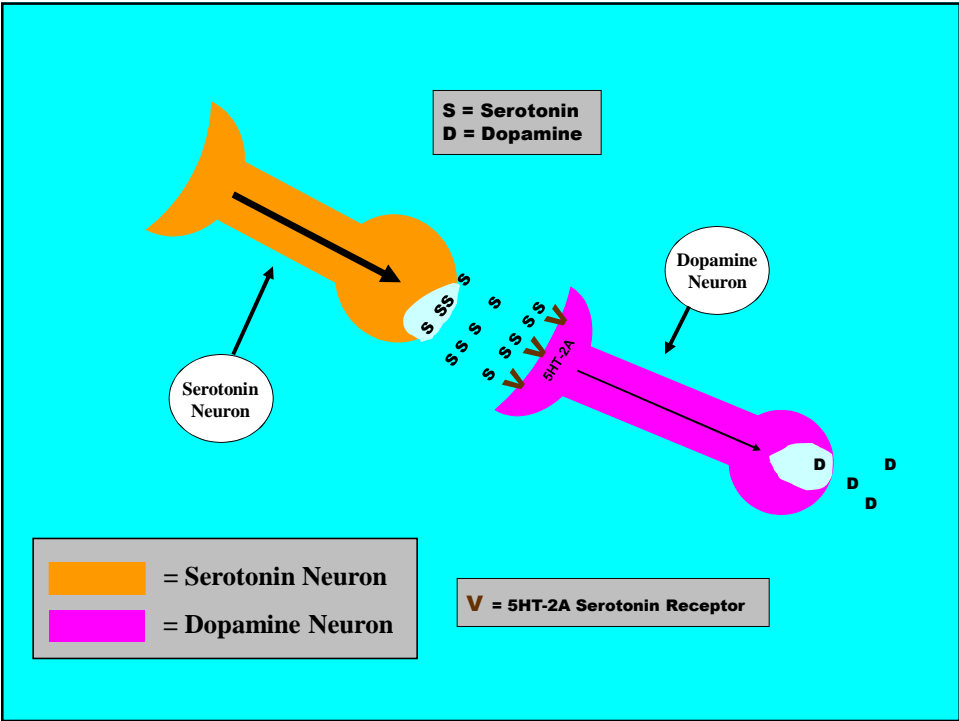 S = Serotonin
D = Dopamine
Dopamine
Neuron
S
S S S
S
S
S S
S S S
S S
S
V
V
V
5HT-2A
Serotonin
Neuron
D
D
D
D
= Serotonin Neuron
= Dopamine Neuron
V = 5HT-2A Serotonin Receptor